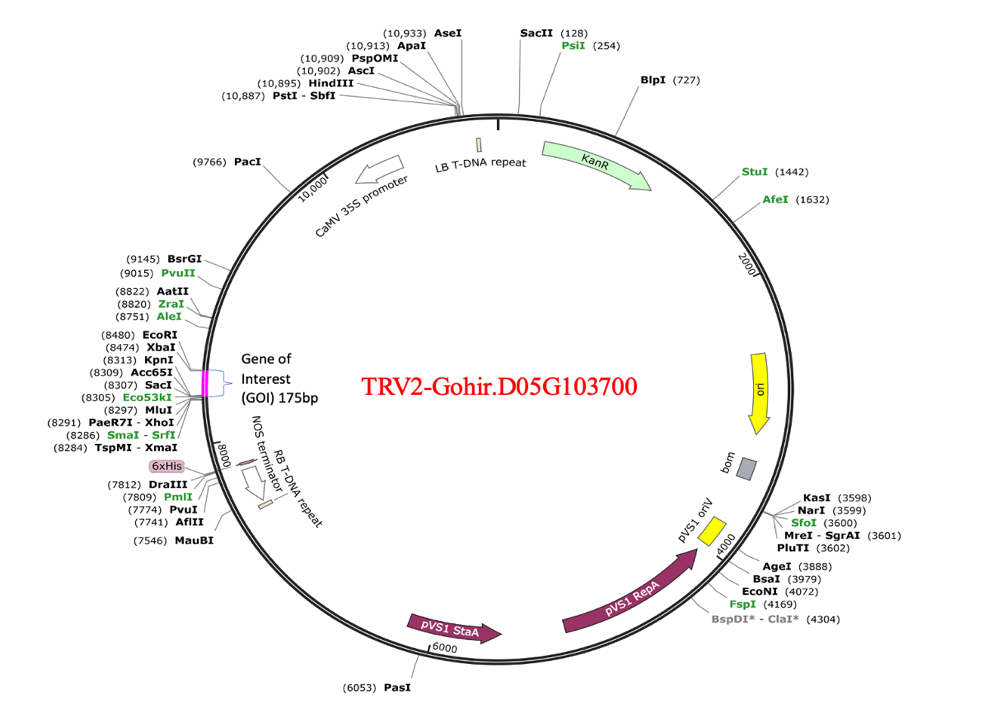 (10,933) AseI
(10,913) ApaI
(10,909) PspOMI
(10,902) AscI
(10,895) HindIII
(10,887) PstI - SbfI
SacII (128)
PsiI (254)
BlpI (727)
(9766) PacI
10,000
CaMV 35S promoter
LB T-DNA repeat
KanR
StuI (1442)
AfeI (1632)
2000
(9145) BsrGI
(9015) PvuII
(8822) AatII
(8820) ZraI
(8751) AleI
(8480) EcoRI
(8474) XbaI
(8313) KpnI
(8309) Acc65I
(8307) SacI
(8305) Eco53kI
(8297) MluI
(8291) PaeR7I - XhoI
(8286) SmaI - SrfI
(8284) TspMI - XmaI
Gene of
Interest
(GOI) 175bp
TRV2-Gohir.D05G103700
ori
bom
8000
NOS terminator
RB T-DNA repeat
6xHis
(7812) DraIII
(7809) PmlI
(7774) PvuI
(7741) AflII
(7546) MauBI
pVS1 oriV
KasI (3598)
NarI (3599)
SfoI (3600)
MreI - SgrAI (3601)
PluTI (3602)
4000
AgeI (3888)
BsaI (3979)
EcoNI (4072)
FspI (4169)
BspDI* - ClaI* (4304)
pVS1 RepA
pVS1 StaA
6000
(6053) PasI